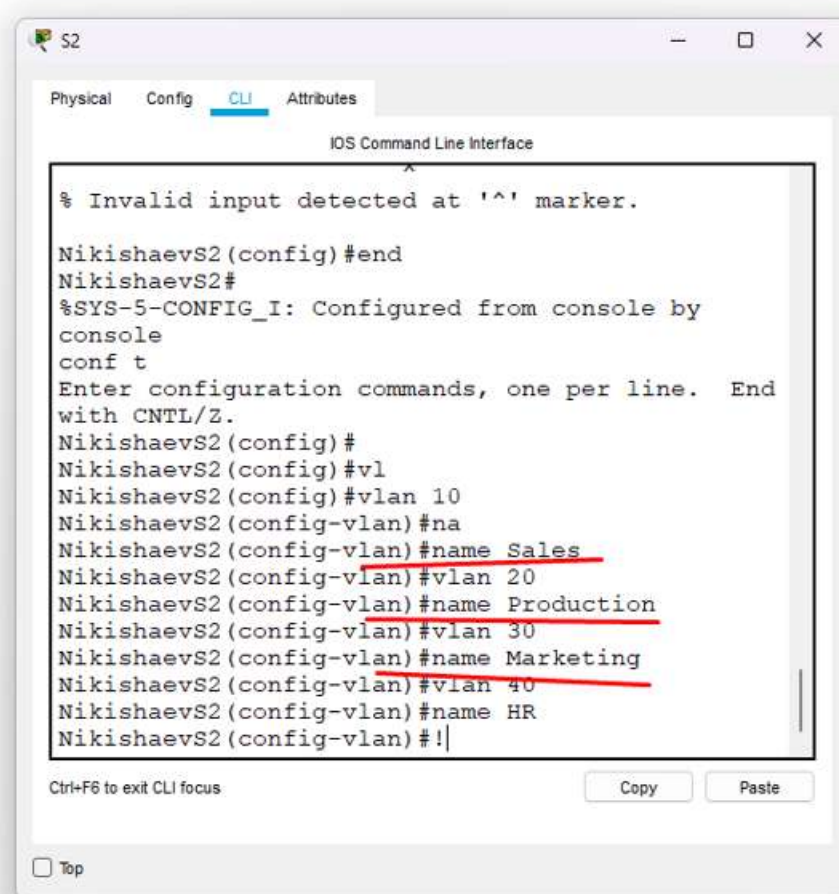 S2
Physical Config CLI Attributes
IOS Command Line Interface
^
% Invalid input detected at '^' marker.
NikishaevS2(config)#end
NikishaevS2#
%SYS-5-CONFIG_I: Configured from console by
console
conf t
Enter configuration commands, one per line.  End
with CNTL/Z.
NikishaevS2(config)#
NikishaevS2(config)#vl
NikishaevS2(config)#vlan 10
NikishaevS2(config-vlan)#na
NikishaevS2(config-vlan)#name Sales
NikishaevS2(config-vlan)#vlan 20
NikishaevS2(config-vlan)#name Production
NikishaevS2(config-vlan)#vlan 30
NikishaevS2(config-vlan)#name Marketing
NikishaevS2(config-vlan)#vlan 40
NikishaevS2(config-vlan)#name HR
NikishaevS2(config-vlan)#!
Ctrl+F6 to exit CLI focus
Copy Paste
Top